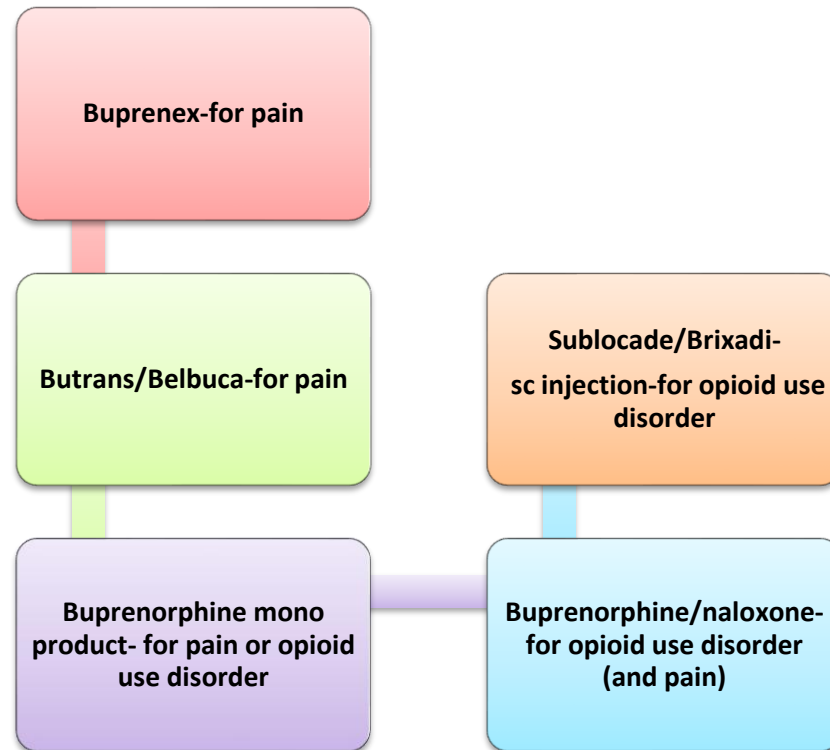 Buprenex-for pain
Butrans/Belbuca-for pain
Buprenorphine mono
product- for pain or opioid
use disorder
Buprenorphine/naloxone-
for opioid use disorder
(and pain)
Sublocade/Brixadi-
sc injection-for opioid use
disorder